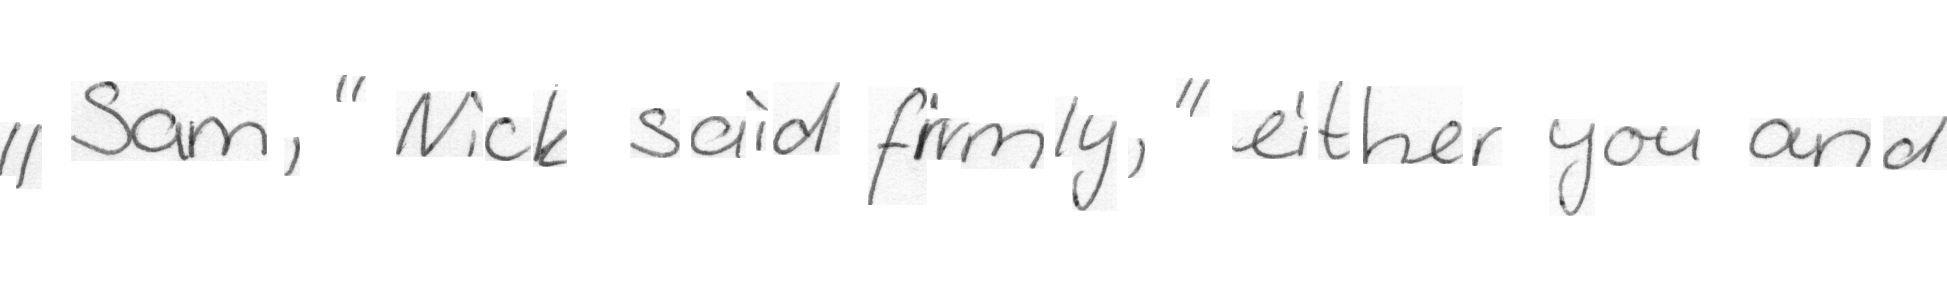 „Sam," Nick said firmly, "either you and